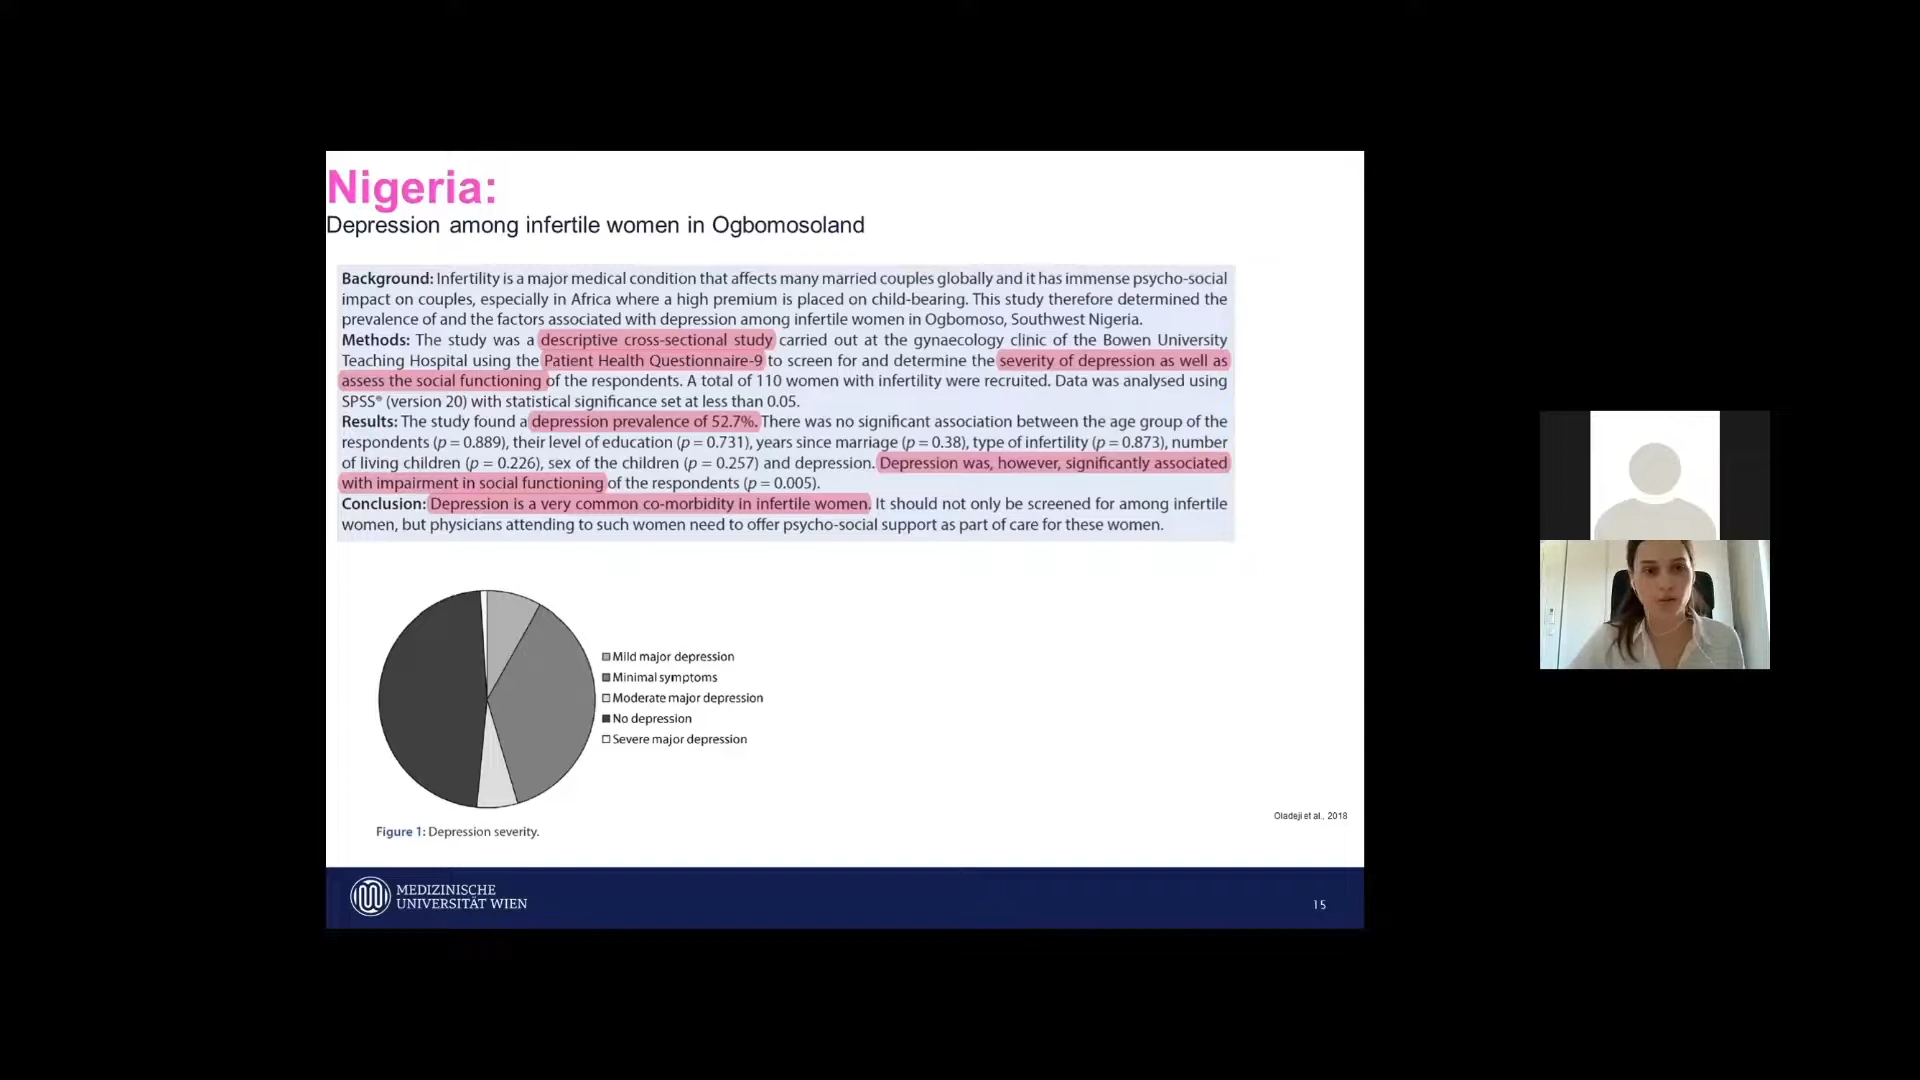 Nigeria:
Depression among infertile women in Ogbomosoland
Background: Infertility is a major medical condition that affects many married couples globally and it has immense psycho-social
impact on couples, especially in Africa where a high premium is placed on child-bearing. This study therefore determined the
prevalence of and the factors associated with depression among infertile women in Ogbomoso, Southwest Nigeria.
Methods: The study was a descriptive cross-sectional study carried out at the gynaecology clinic of the Bowen University
Teaching Hospital using the Patient Health Questionnaire-9 to screen for and determine the severity of depression as well as
assess the social functioning of the respondents. A total of 110 women with infertility were recruited. Data was analysed using
SPSS® (version 20) with statistical significance set at less than 0.05.
Results: The study found a depression prevalence of 52.7%. There was no significant association between the age group of the
respondents (p = 0.889), their level of education (p = 0.731), years since marriage (p = 0.38), type of infertility (p = 0.873), number
of living children (p = 0.226), sex of the children (p = 0.257) and depression. Depression was, however, significantly associated
with impairment in social functioning of the respondents (p = 0.005).
Conclusion: Depression is a very common co-morbidity in infertile women. It should not only be screened for among infertile
women, but physicians attending to such women need to offer psycho-social support as part of care for these women.
Mild major depression
Minimal symptoms
Moderate major depression
No depression
Severe major depression
Figure 1: Depression severity.
Oladeji et al., 2018
MEDIZINISCHE
UNIVERSITÄT WIEN
15